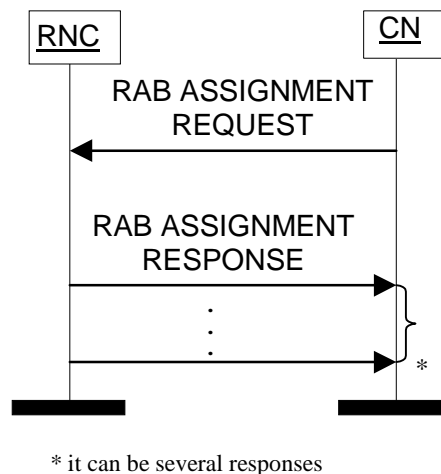 RNC
CN
RAB ASSIGNMENT
REQUEST
RAB ASSIGNMENT
RESPONSE
*
* it can be several responses